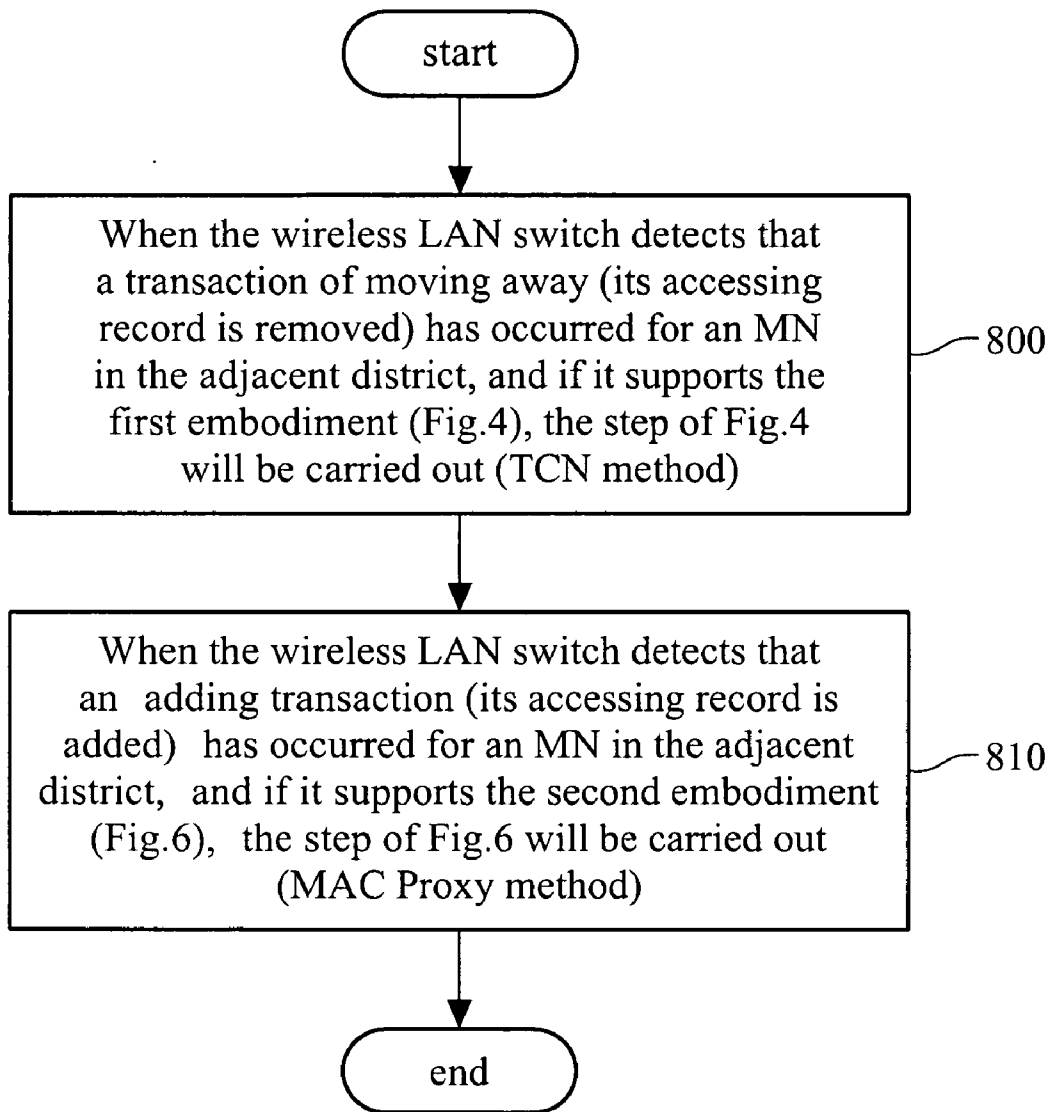 start
When the wireless LAN switch detects that
a transaction of moving away (its accessing
record is removed) has occurred for an MN
in the adjacent district, and if it supports the
first embodiment (Fig.4), the step of Fig.4
will be carried out (TCN method)
800
When the wireless LAN switch detects that
an adding transaction (its accessing record is
added) has occurred for an MN in the adjacent
district, and if it supports the second embodiment
(Fig.6), the step of Fig.6 will be carried out
(MAC Proxy method)
810
end